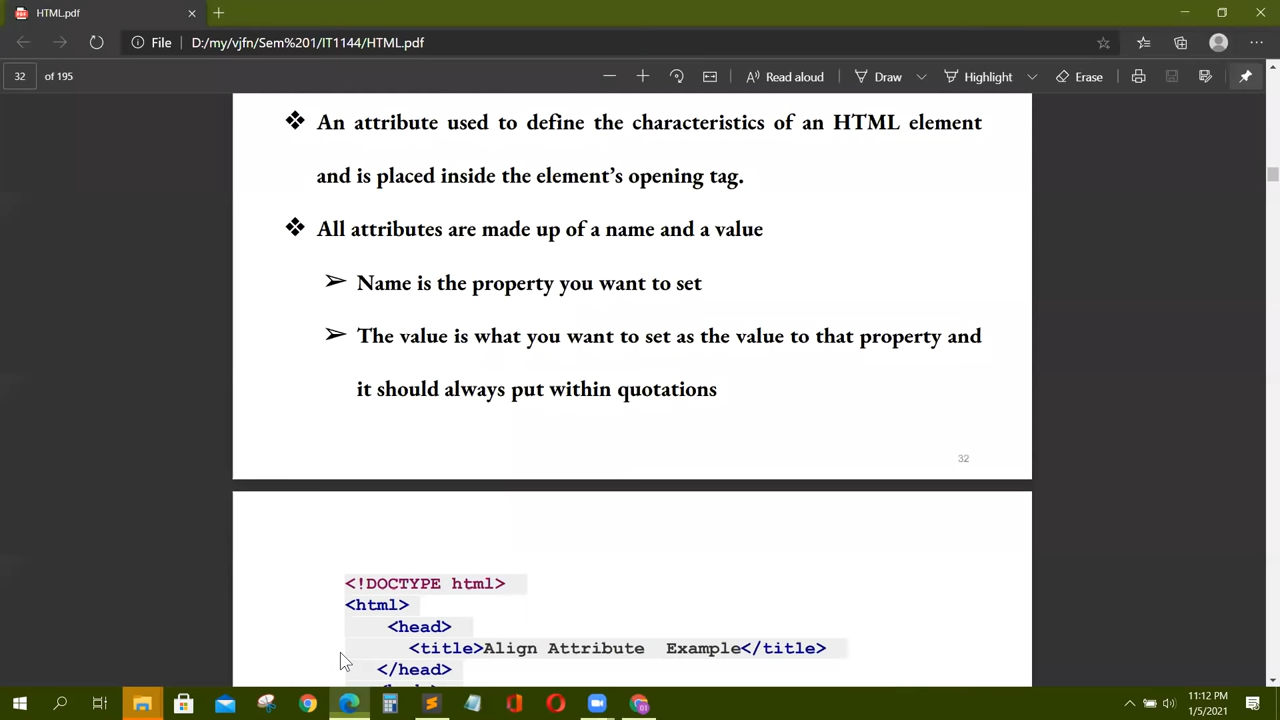 HTML.pdf
File D:/my/vjfn/Sem%201/IT1144/HTML.pdf
32 of 195 Read aloud Draw Highlight Erase
❖ An attribute used to define the characteristics of an HTML element
and is placed inside the element’s opening tag.
❖ All attributes are made up of a name and a value
➢ Name is the property you want to set
➢ The value is what you want to set as the value to that property and
it should always put within quotations
32
<!DOCTYPE html>
<html>
<head>
<title>Align Attribute Example</title>
</head>
11:12 PM
1/5/2021